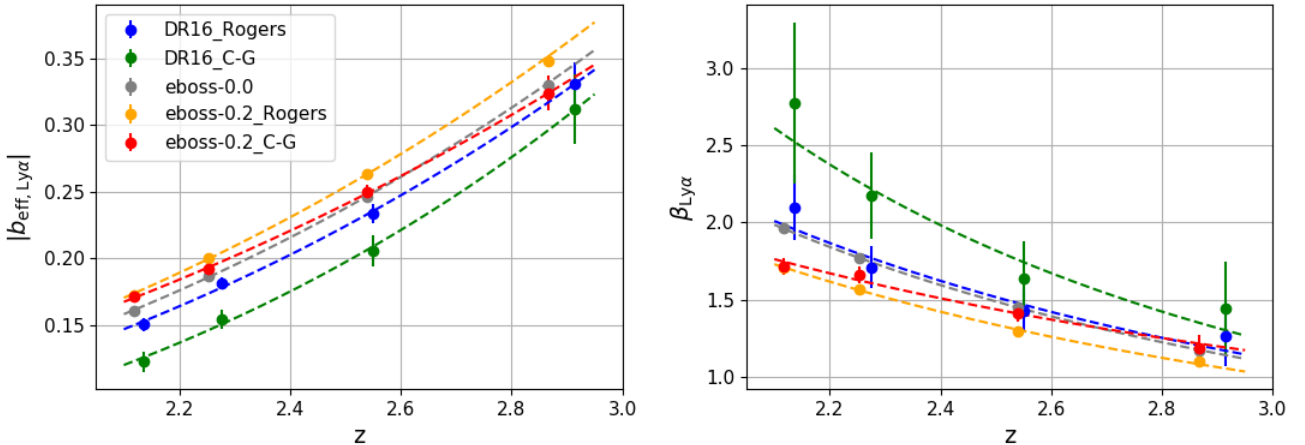 DR16_Rogers
DR16_C-G
eboss-0.0
eboss-0.2_Rogers
eboss-0.2_C-G
|b_eff, Lyα|
0.35
0.30
0.25
0.20
0.15
2.2 2.4 2.6 2.8 3.0
z
β_Lyα
3.0
2.5
2.0
1.5
1.0
2.2 2.4 2.6 2.8 3.0
z